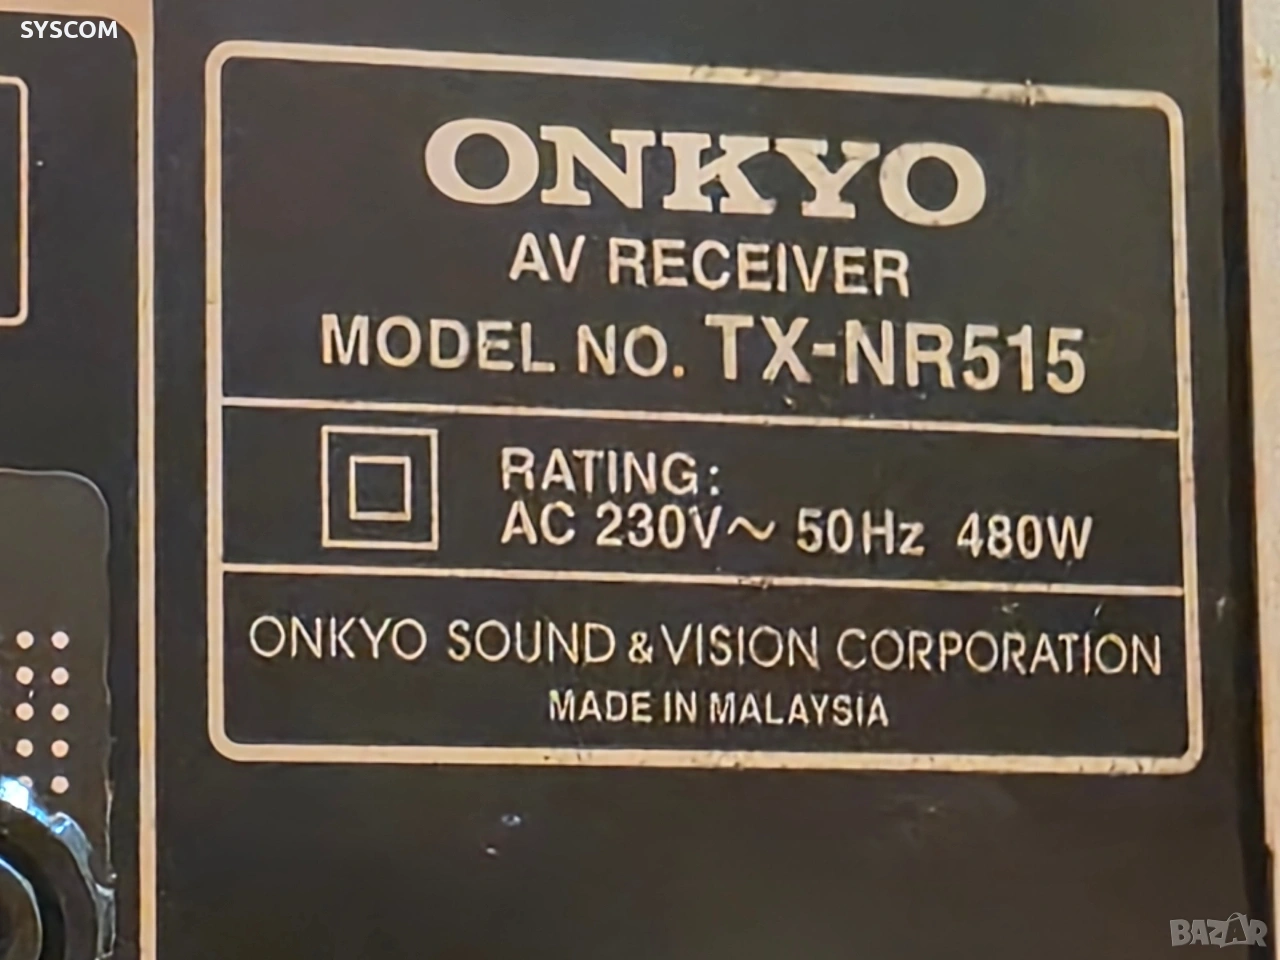 SYSCOM
ONKYO
AV RECEIVER
MODEL NO. TX-NR515
RATING:
AC 230V~ 50Hz 480W
ONKYO SOUND & VISION CORPORATION
MADE IN MALAYSIA
BAZAR